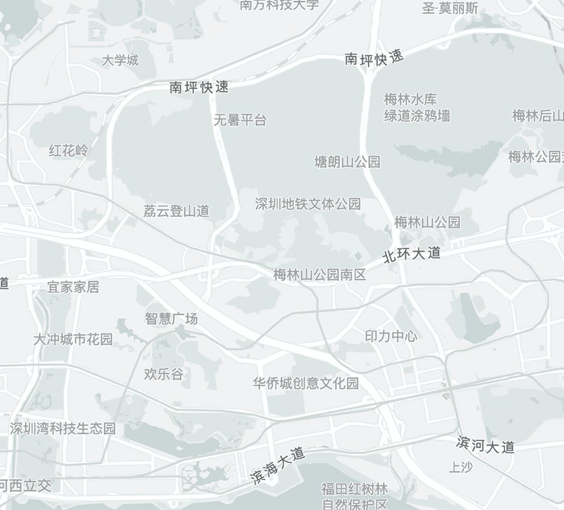 南方科技大学
圣·莫丽斯
大学城
南坪快速
南坪快速
梅林水库
绿道涂鸦墙
无暑平台
梅林后山
红花岭
塘朗山公园
梅林公园
荔云登山道
深圳地铁文体公园
梅林山公园
北环大道
梅林山公园南区
道
宜家家居
智慧广场
大冲城市花园
印力中心
欢乐谷
华侨城创意文化园
深圳湾科技生态园
滨河大道
滨海大道
上沙
河西立交
福田红树林
自然保护区